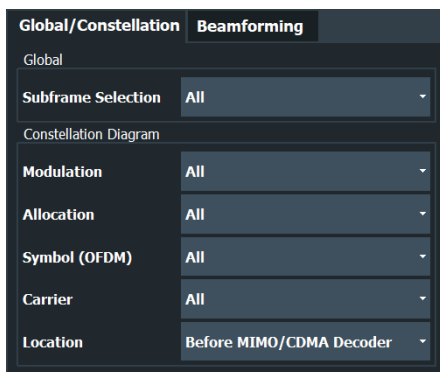 Global/Constellation Beamforming
Global
Subframe Selection All
Constellation Diagram
Modulation All
Allocation All
Symbol (OFDM) All
Carrier All
Location Before MIMO/CDMA Decoder